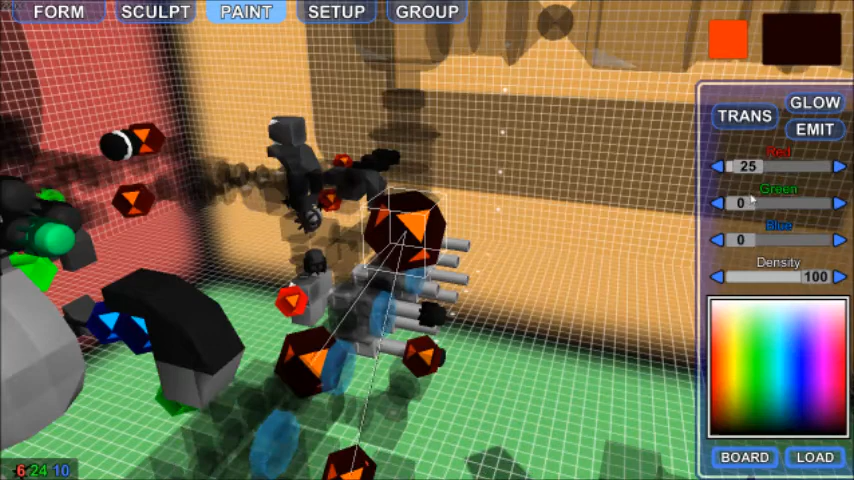 FORM SCULPT PAINT SETUP GROUP
GLOW
TRANS
EMIT
Red
25
Green
0
Blue
0
Density
100
BOARD LOAD
-6 24 10